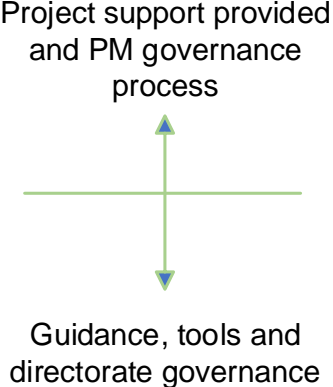 Project support provided
and PM governance
process
Guidance, tools and
directorate governance